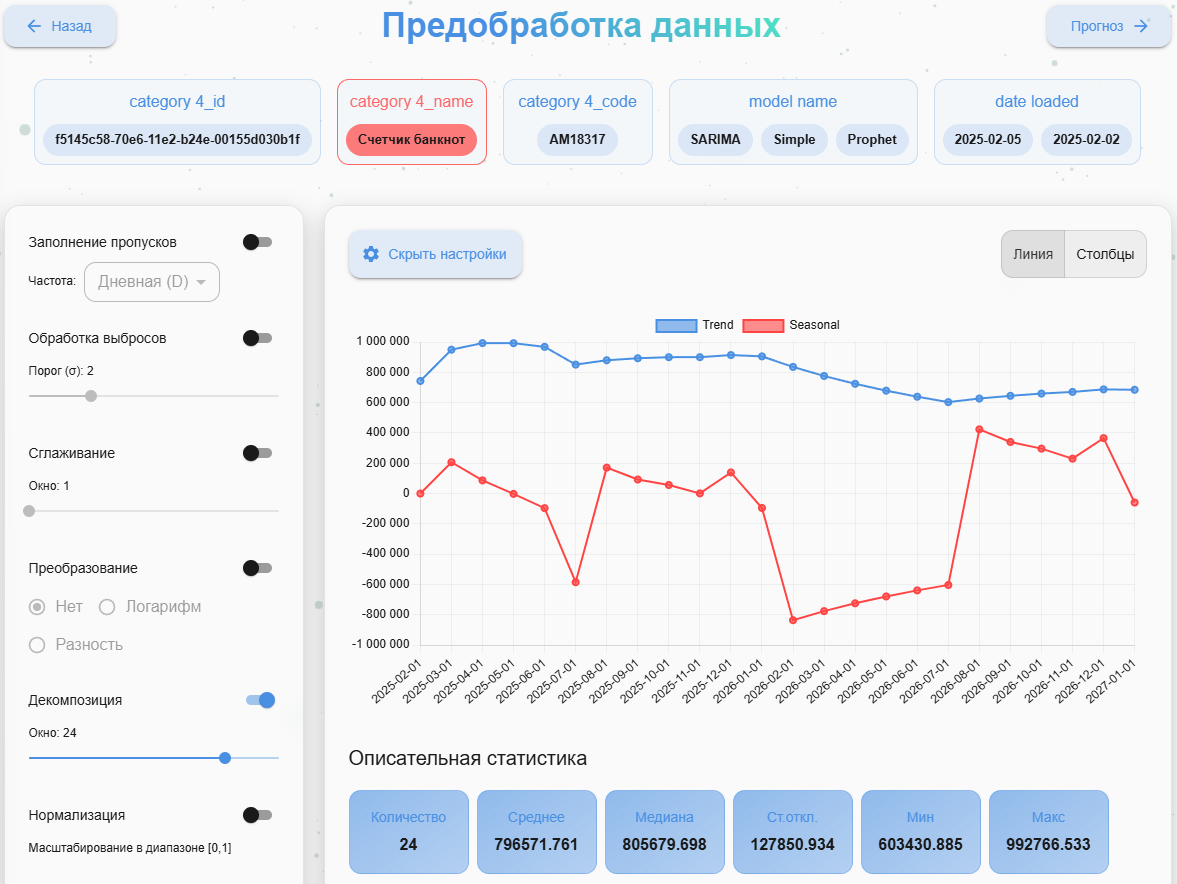 Назад
Предобработка данных
Прогноз
category 4_id
f5145c58-70e6-11e2-b24e-00155d030b1f
category 4_name
Счетчик банкнот
category 4_code
AM18317
model name
SARIMA Simple Prophet
date loaded
2025-02-05 2025-02-02
Заполнение пропусков
Частота: Дневная (D)
Обработка выбросов
Порог (σ): 2
Сглаживание
Окно: 1
Преобразование
Нет Логарифм
Разность
Декомпозиция
Окно: 24
Нормализация
Масштабирование в диапазоне [0,1]
Скрыть настройки
Линия Столбцы
Trend Seasonal
1 000 000
800 000
600 000
400 000
200 000
0
-200 000
-400 000
-600 000
-800 000
-1 000 000
2025-02-01
2025-03-01
2025-04-01
2025-05-01
2025-06-01
2025-07-01
2025-08-01
2025-09-01
2025-10-01
2025-11-01
2025-12-01
2026-01-01
2026-02-01
2026-03-01
2026-04-01
2026-05-01
2026-06-01
2026-07-01
2026-08-01
2026-09-01
2026-10-01
2026-11-01
2026-12-01
2027-01-01
Описательная статистика
Количество
24
Среднее
796571.761
Медиана
805679.698
Ст.откл.
127850.934
Мин
603430.885
Макс
992766.533